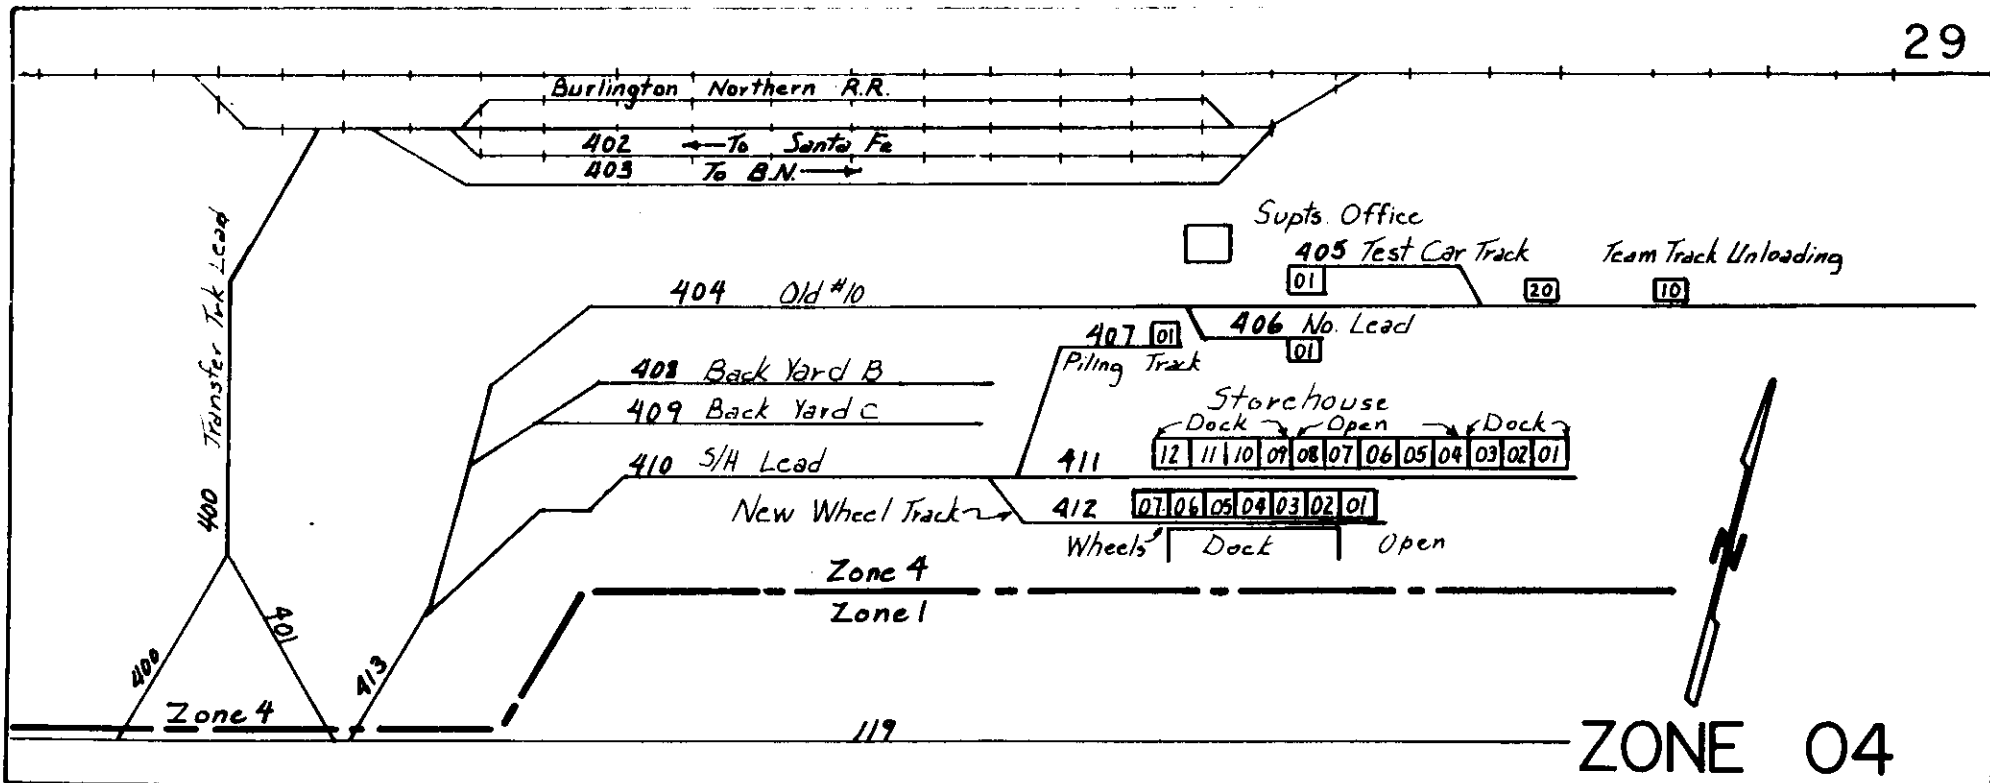 29
Burlington Northern R.R.
402 ←To Santa Fe
403 To B.N.→
Supts. Office
405 Test Car Track
Team Track Unloading
01
20
10
404 Old #10
406 No. Lead
01
407 01
Piling Track
408 Back Yard B
409 Back Yard C
410 S/H Lead
Storehouse
Dock Open Dock
411 12 11 10 09 08 07 06 05 04 03 02 01
New Wheel Track
412 07 06 05 04 03 02 01
Wheels Dock Open
400 Transfer Trk Lead
400
401
413
Zone 4
Zone 1
Zone 4
119
N
ZONE 04